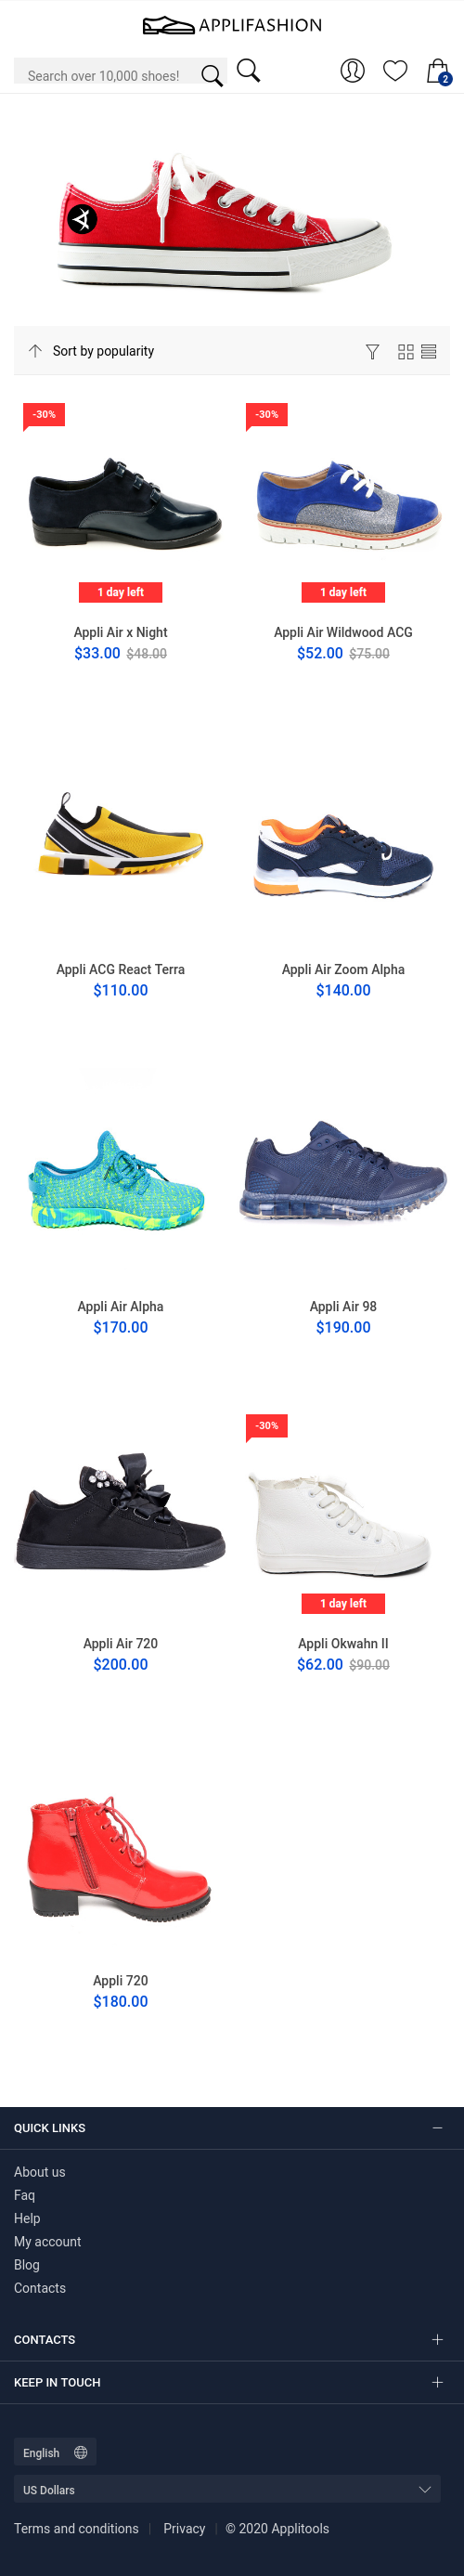 APPLIFASHION
Search over 10,000 shoes!
2
Sort by popularity
-30%
-30%
1 day left
1 day left
Appli Air x Night
$33.00 $48.00
Appli Air Wildwood ACG
$52.00 $75.00
Appli ACG React Terra
$110.00
Appli Air Zoom Alpha
$140.00
Appli Air Alpha
$170.00
Appli Air 98
$190.00
-30%
1 day left
Appli Air 720
$200.00
Appli Okwahn II
$62.00 $90.00
Appli 720
$180.00
QUICK LINKS
About us
Faq
Help
My account
Blog
Contacts
CONTACTS
KEEP IN TOUCH
English
US Dollars
Terms and conditions | Privacy | © 2020 Applitools